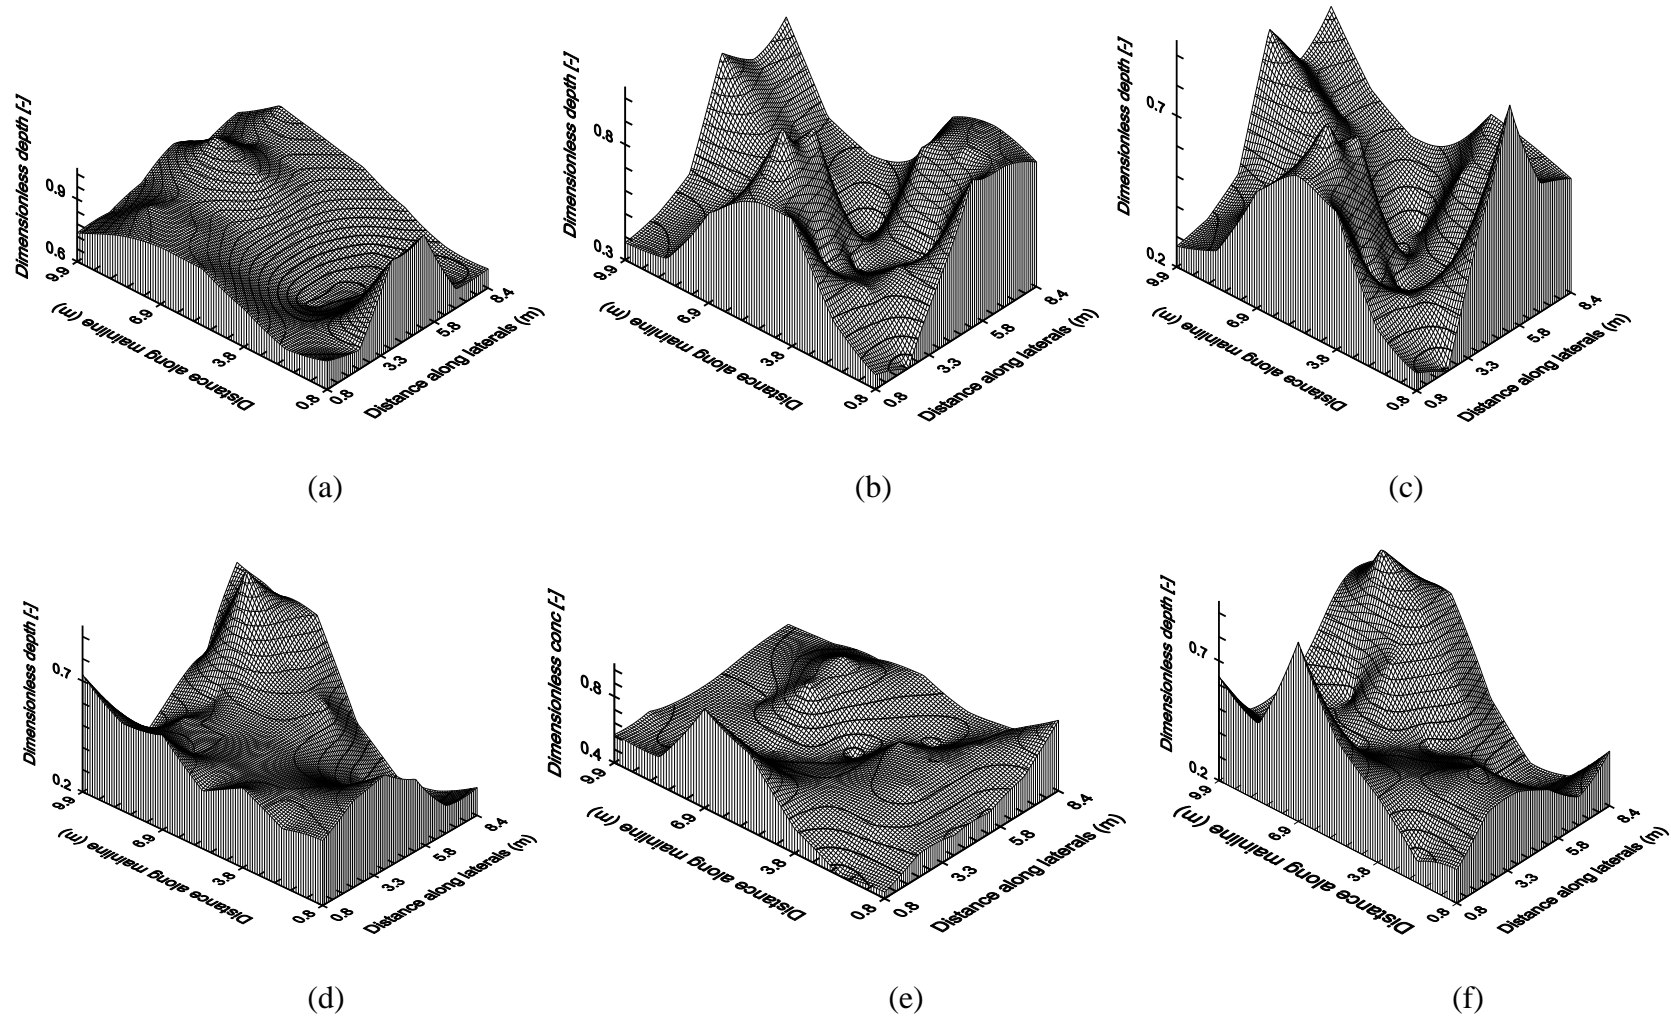 Dimensionless depth [-]
0.9
0.6
9.9
6.9
3.8
0.8
Distance along mainline (m)
0.8
3.3
5.8
8.4
Distance along laterals (m)
(a)
Dimensionless depth [-]
0.8
0.3
9.9
6.9
3.8
0.8
Distance along mainline (m)
0.8
3.3
5.8
8.4
Distance along laterals (m)
(b)
Dimensionless depth [-]
0.7
0.2
9.9
6.9
3.8
0.8
Distance along mainline (m)
0.8
3.3
5.8
8.4
Distance along laterals (m)
(c)
Dimensionless depth [-]
0.7
0.2
9.9
6.9
3.8
0.8
Distance along mainline (m)
0.8
3.3
5.8
8.4
Distance along laterals (m)
(d)
Dimensionless conc [-]
0.8
0.4
9.9
6.9
3.8
0.8
Distance along mainline (m)
0.8
3.3
5.8
8.4
Distance along laterals (m)
(e)
Dimensionless depth [-]
0.7
0.2
9.9
6.9
3.8
0.8
Distance along mainline (m)
0.8
3.3
5.8
8.4
Distance along laterals (m)
(f)